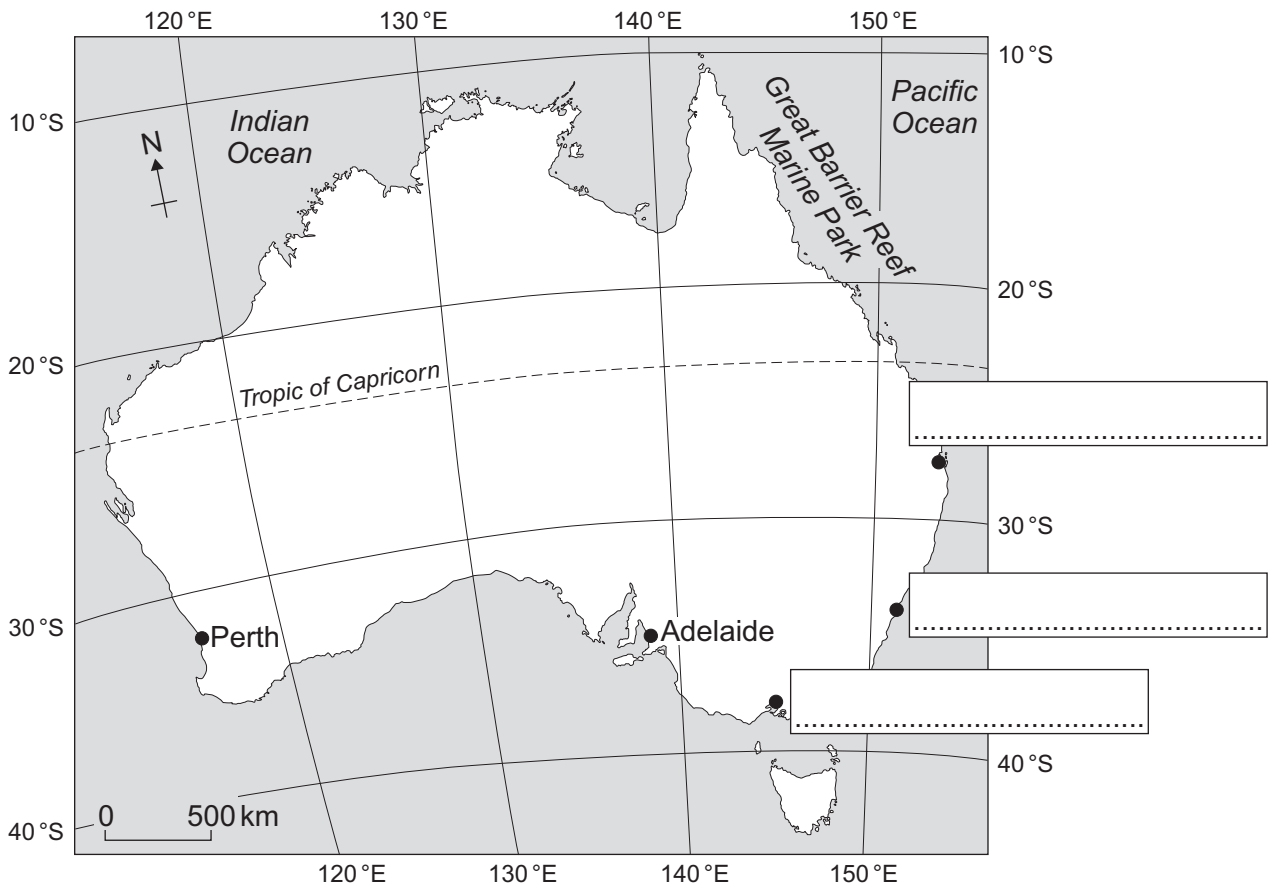 120 °E
130 °E
140 °E
150 °E
10 °S
10 °S
N
Indian
Ocean
Great Barrier Reef
Marine Park
Pacific
Ocean
20 °S
20 °S
Tropic of Capricorn
30 °S
30 °S
Perth
Adelaide
40 °S
0 500 km
40 °S
120 °E
130 °E
140 °E
150 °E